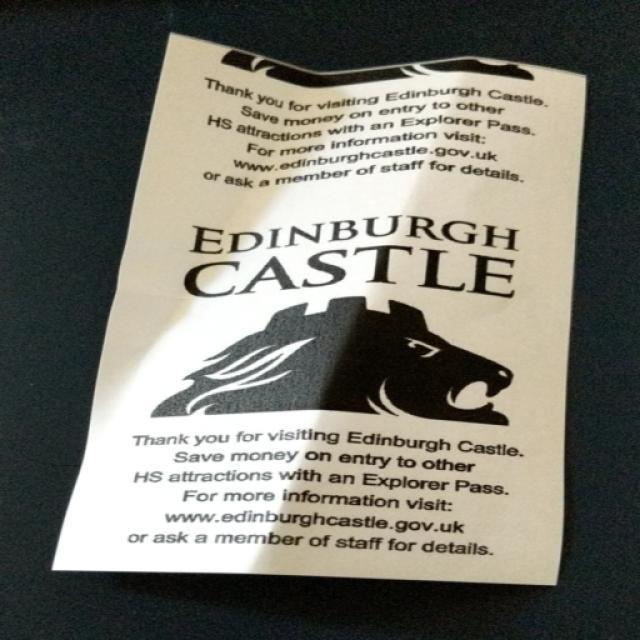 Thank you for visiting Edinburgh Castle.
Save money on entry to other
HS attractions with an Explorer Pass.
For more information visit:
www.edinburghcastle.gov.uk
or ask a member of staff for details.
EDINBURGH
CASTLE
Thank you for visiting Edinburgh Castle.
Save money on entry to other
HS attractions with an Explorer Pass.
For more information visit:
www.edinburghcastle.gov.uk
or ask a member of staff for details.